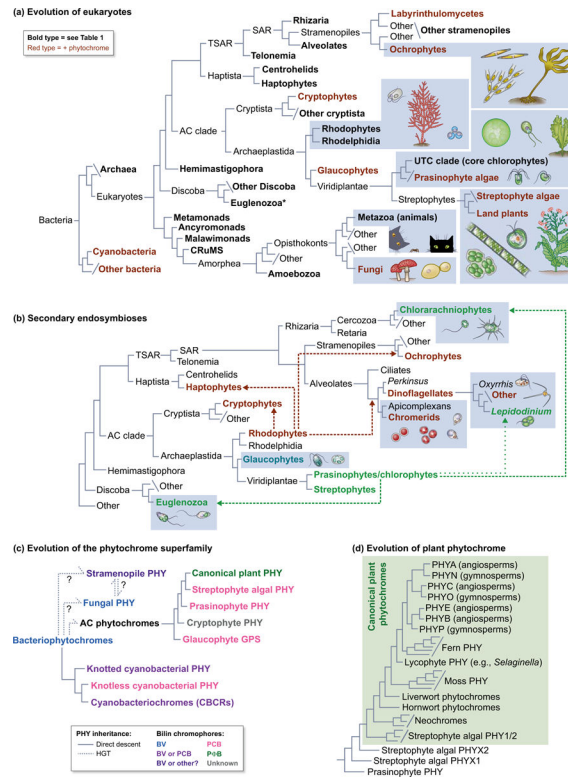 (a) Evolution of eukaryotes
Bold type = see Table 1
Red type = + phytochrome
Bacteria
Archaea
Eukaryotes
Cyanobacteria
Other bacteria
TSAR
SAR
Rhizaria
Stramenopiles
Labyrinthulomycetes
Other
Other
Other stramenopiles
Ochrophytes
Alveolates
Telonemia
Haptista
Centrohelids
Haptophytes
AC clade
Cryptista
Cryptophytes
Other cryptista
Archaeplastida
Rhodophytes
Rhodelphidia
Glaucophytes
Viridiplantae
UTC clade (core chlorophytes)
Prasinophyte algae
Streptophytes
Streptophyte algae
Land plants
Hemimastigophora
Discoba
Other Discoba
Euglenozoa*
Metamonads
Ancyromonads
Malawimonads
CRuMS
Amorphea
Opisthokonts
Metazoa (animals)
Other
Other
Fungi
Amoebozoa
(b) Secondary endosymbioses
TSAR
SAR
Telonemia
Rhizaria
Cercozoa
Retaria
Chlorarachniophytes
Other
Stramenopiles
Other
Ochrophytes
Alveolates
Ciliates
Perkinsus
Dinoflagellates
Oxyrrhis
Other
Lepidodinium
Apicomplexans
Chromerids
Haptista
Centrohelids
Haptophytes
AC clade
Cryptista
Cryptophytes
Other
Archaeplastida
Rhodophytes
Rhodelphidia
Glaucophytes
Viridiplantae
Prasinophytes/chlorophytes
Streptophytes
Hemimastigophora
Discoba
Other
Euglenozoa
Other
(c) Evolution of the phytochrome superfamily
?
Stramenopile PHY
?
?
Fungal PHY
AC phytochromes
Canonical plant PHY
Streptophyte algal PHY
Prasinophyte PHY
Cryptophyte PHY
Glaucophyte GPS
Bacteriophytochromes
Knotted cyanobacterial PHY
Knotless cyanobacterial PHY
Cyanobacteriochromes (CBCRs)
PHY inheritance:
Direct descent
HGT
Bilin chromophores:
BV
PCB
BV or PCB
PΦB
BV or other?
Unknown
(d) Evolution of plant phytochrome
Canonical plant
phytochromes
PHYA (angiosperms)
PHYN (gymnosperms)
PHYC (angiosperms)
PHYO (gymnosperms)
PHYE (angiosperms)
PHYB (angiosperms)
PHYP (gymnosperms)
Fern PHY
Lycophyte PHY (e.g., Selaginella)
Moss PHY
Liverwort phytochromes
Hornwort phytochromes
Neochromes
Streptophyte algal PHY1/2
Streptophyte algal PHYX2
Streptophyte algal PHYX1
Prasinophyte PHY